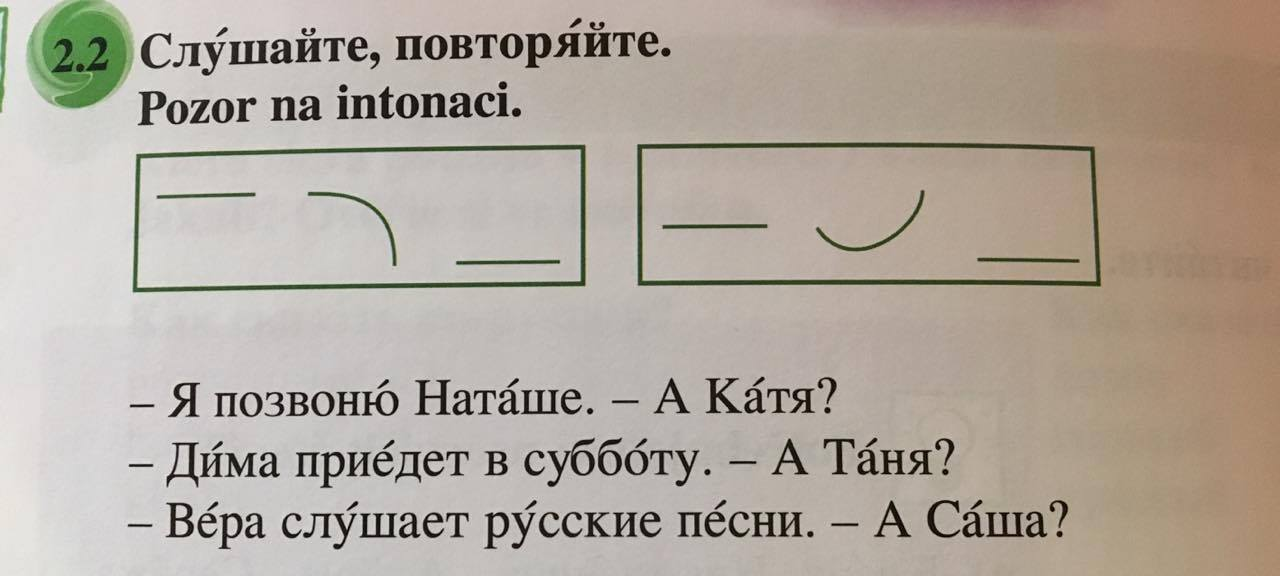 2.2 Слу́шайте, повторя́йте.
Pozor na intonaci.
– Я позвоню́ Ната́ше. – А Ка́тя?
– Ди́ма прие́дет в суббо́ту. – А Та́ня?
– Ве́ра слу́шает ру́сские пе́сни. – А Са́ша?